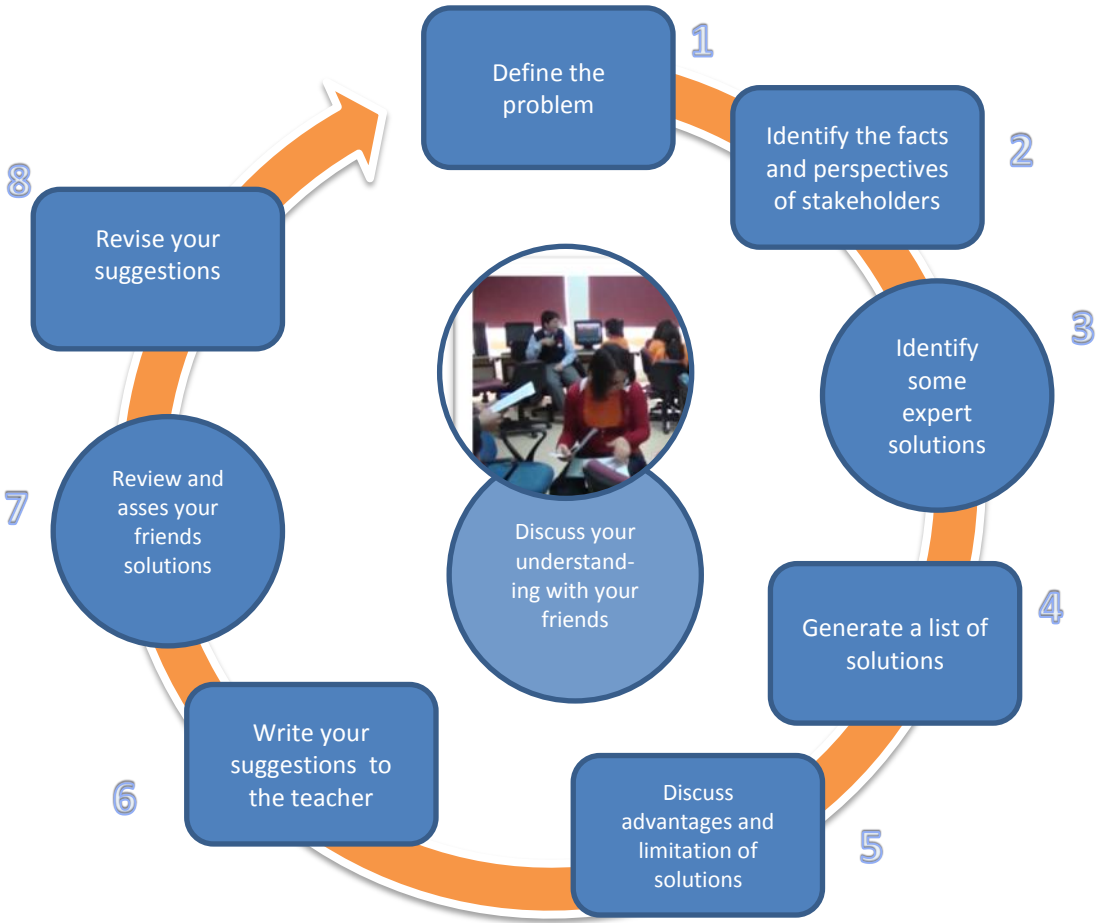 1
Define the
problem
2
Identify the facts
and perspectives
of stakeholders
3
Identify
some
expert
solutions
4
Generate a list of
solutions
5
Discuss
advantages and
limitation of
solutions
6
Write your
suggestions to
the teacher
7
Review and
asses your
friends
solutions
8
Revise your
suggestions
Discuss your
understand-
ing with your
friends